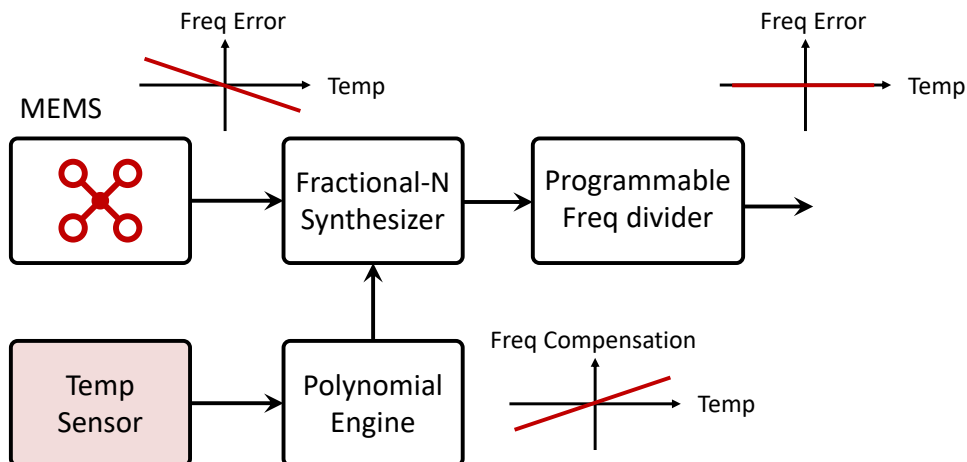 Freq Error
Temp
Freq Error
Temp
MEMS
Fractional-N
Synthesizer
Programmable
Freq divider
Temp
Sensor
Polynomial
Engine
Freq Compensation
Temp